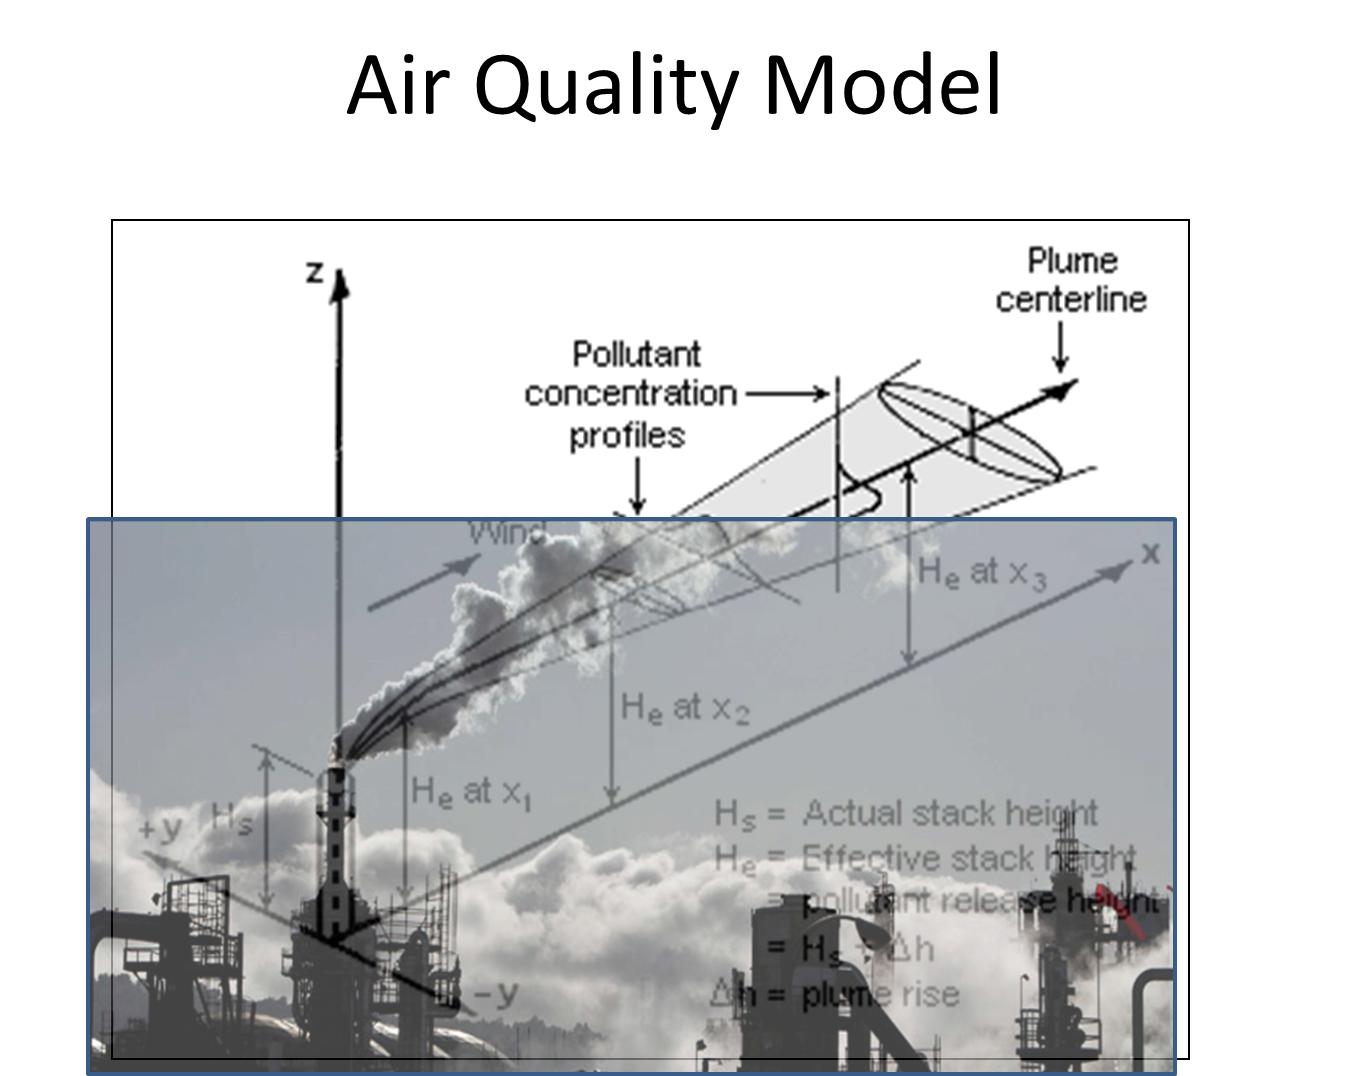 Air Quality Model
z
Plume
centerline
Pollutant
concentration
profiles
Wind
x
He at x3
He at x2
He at x1
Hs
+y
-y
Hs = Actual stack height
He = Effective stack height
= pollutant release height
= Hs + Δh
Δh = plume rise